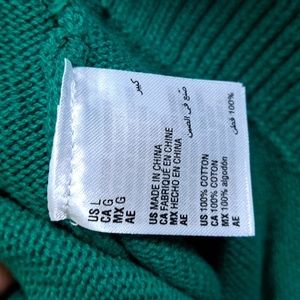 US L
CA G
MX G
AE
كبير
US MADE IN CHINA
CA FABRIQUÉ EN CHINE
MX HECHO EN CHINA
AE
صنع في الصين
US 100% COTTON
CA 100% COTON
MX 100% algodón
AE
100% قطن